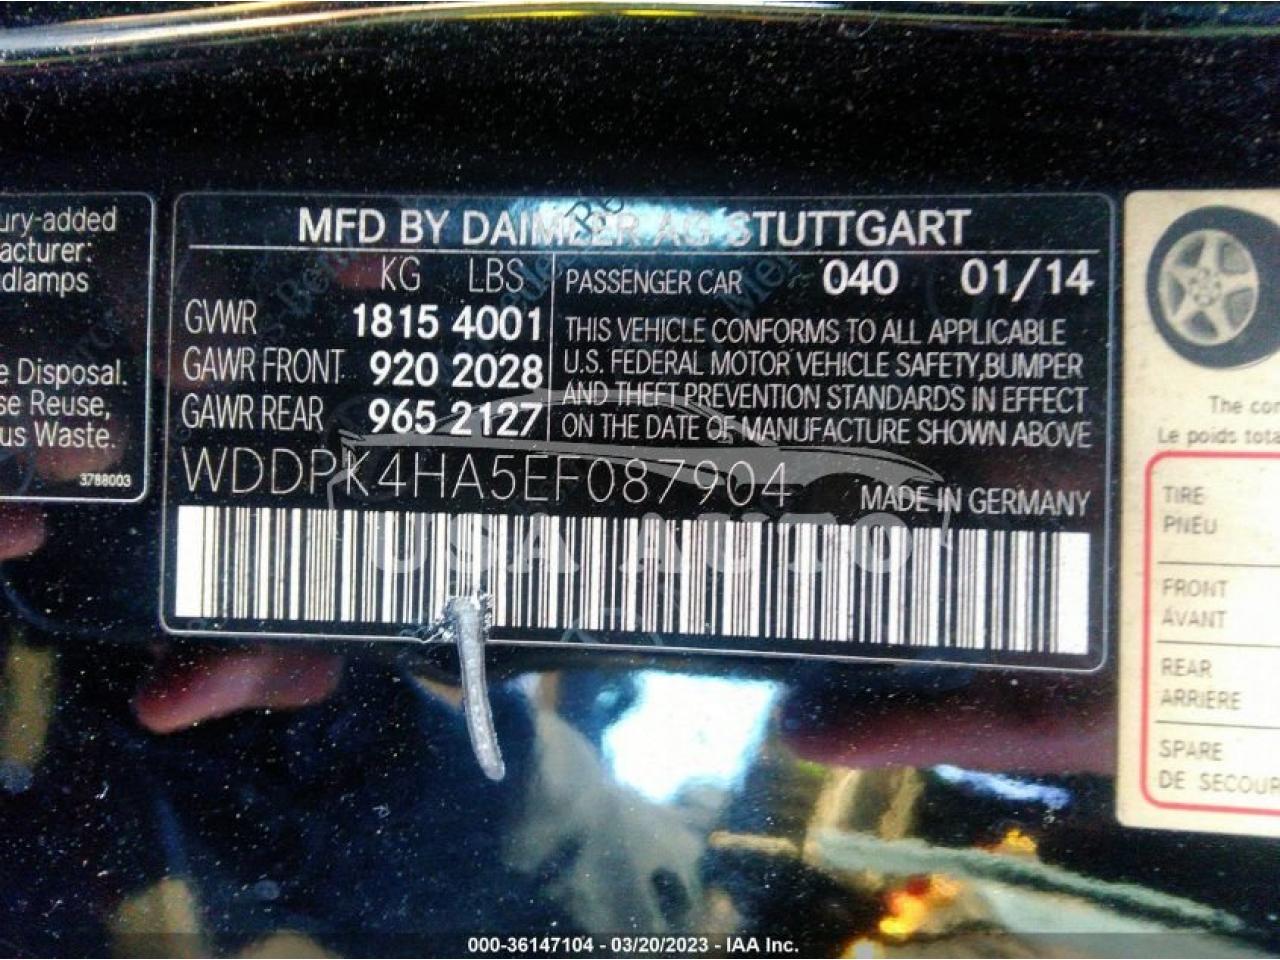 ury-added
acturer:
dlamps
e Disposal.
se Reuse,
us Waste.
3788003
MFD BY DAIMLER AG STUTTGART
KG LBS
GVWR 1815 4001
GAWR FRONT 920 2028
GAWR REAR 965 2127
PASSENGER CAR 040 01/14
THIS VEHICLE CONFORMS TO ALL APPLICABLE
U.S. FEDERAL MOTOR VEHICLE SAFETY,BUMPER
AND THEFT PREVENTION STANDARDS IN EFFECT
ON THE DATE OF MANUFACTURE SHOWN ABOVE
WDDPK4HA5EF087904 MADE IN GERMANY
USA AUTO
The con
Le poids tota
TIRE
PNEU
FRONT
AVANT
REAR
ARRIERE
SPARE
DE SECOUR
000-36147104 - 03/20/2023 - IAA Inc.